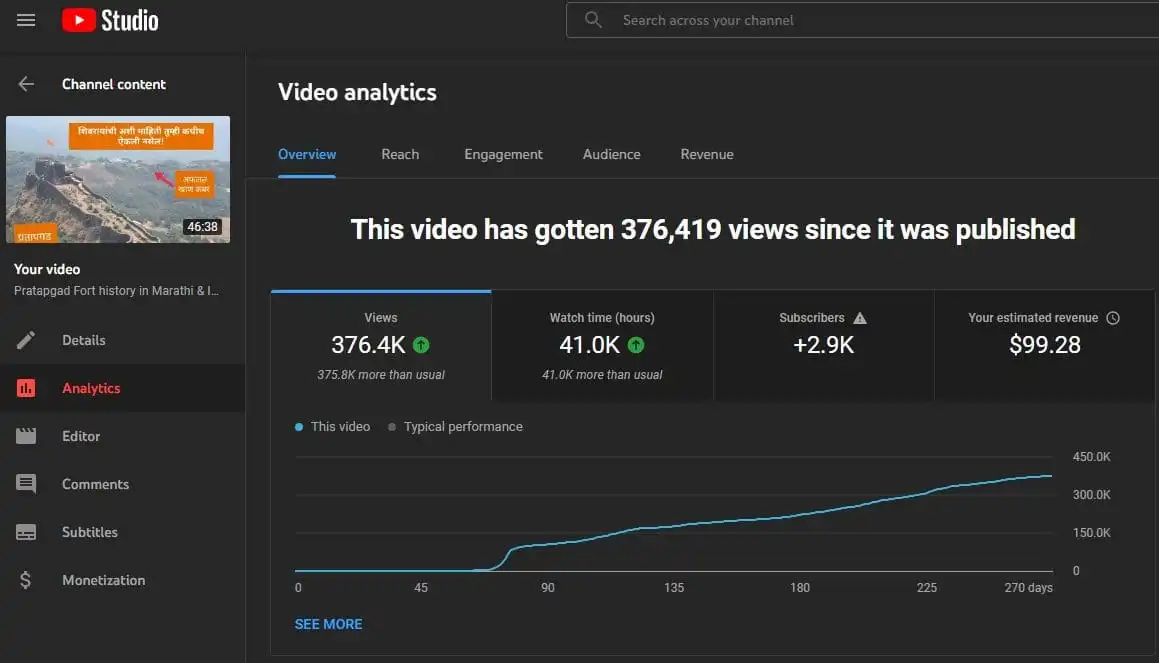 Studio
Search across your channel
Channel content
शिवरायांची अशी माहिती तुम्ही कधीच
ऐकली नसेल!
अफजल
खान कबर
प्रतापगड
46:38
Your video
Pratapgad Fort history in Marathi & I...
Details
Analytics
Editor
Comments
Subtitles
Monetization
Video analytics
Overview Reach Engagement Audience Revenue
This video has gotten 376,419 views since it was published
Views
376.4K
375.8K more than usual
Watch time (hours)
41.0K
41.0K more than usual
Subscribers
+2.9K
Your estimated revenue
$99.28
This video Typical performance
450.0K
300.0K
150.0K
0
0 45 90 135 180 225 270 days
SEE MORE